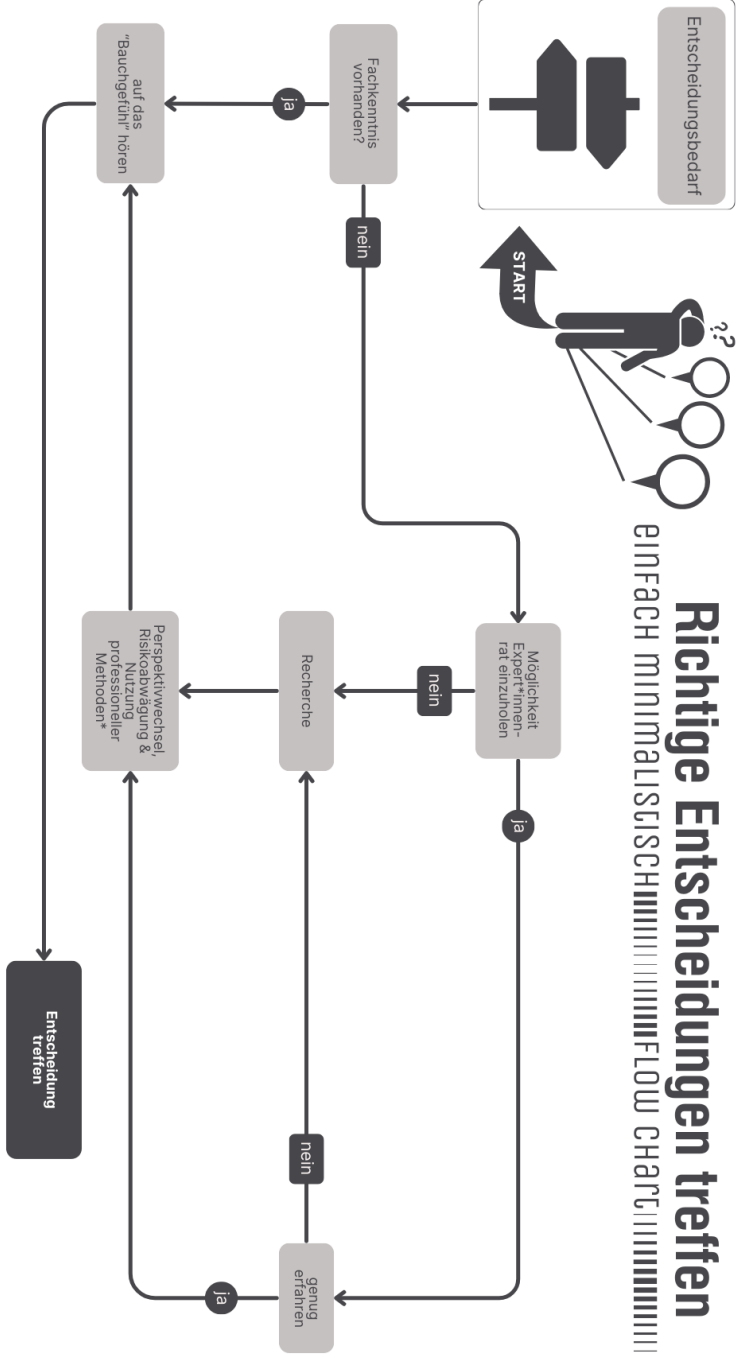 Richtige Entscheidungen treffen
einfach minimalistisch
Flow Chart
??
START
Entscheidungsbedarf
Fachkenntnis
vorhanden?
nein
ja
auf das
"Bauchgefühl" hören
Möglichkeit
Expert*innen-
rat einzuholen
ja
nein
Recherche
Perspektivwechsel,
Risikoabwägung &
Nutzung
professioneller
Methoden*
genug
erfahren
nein
ja
Entscheidung
treffen